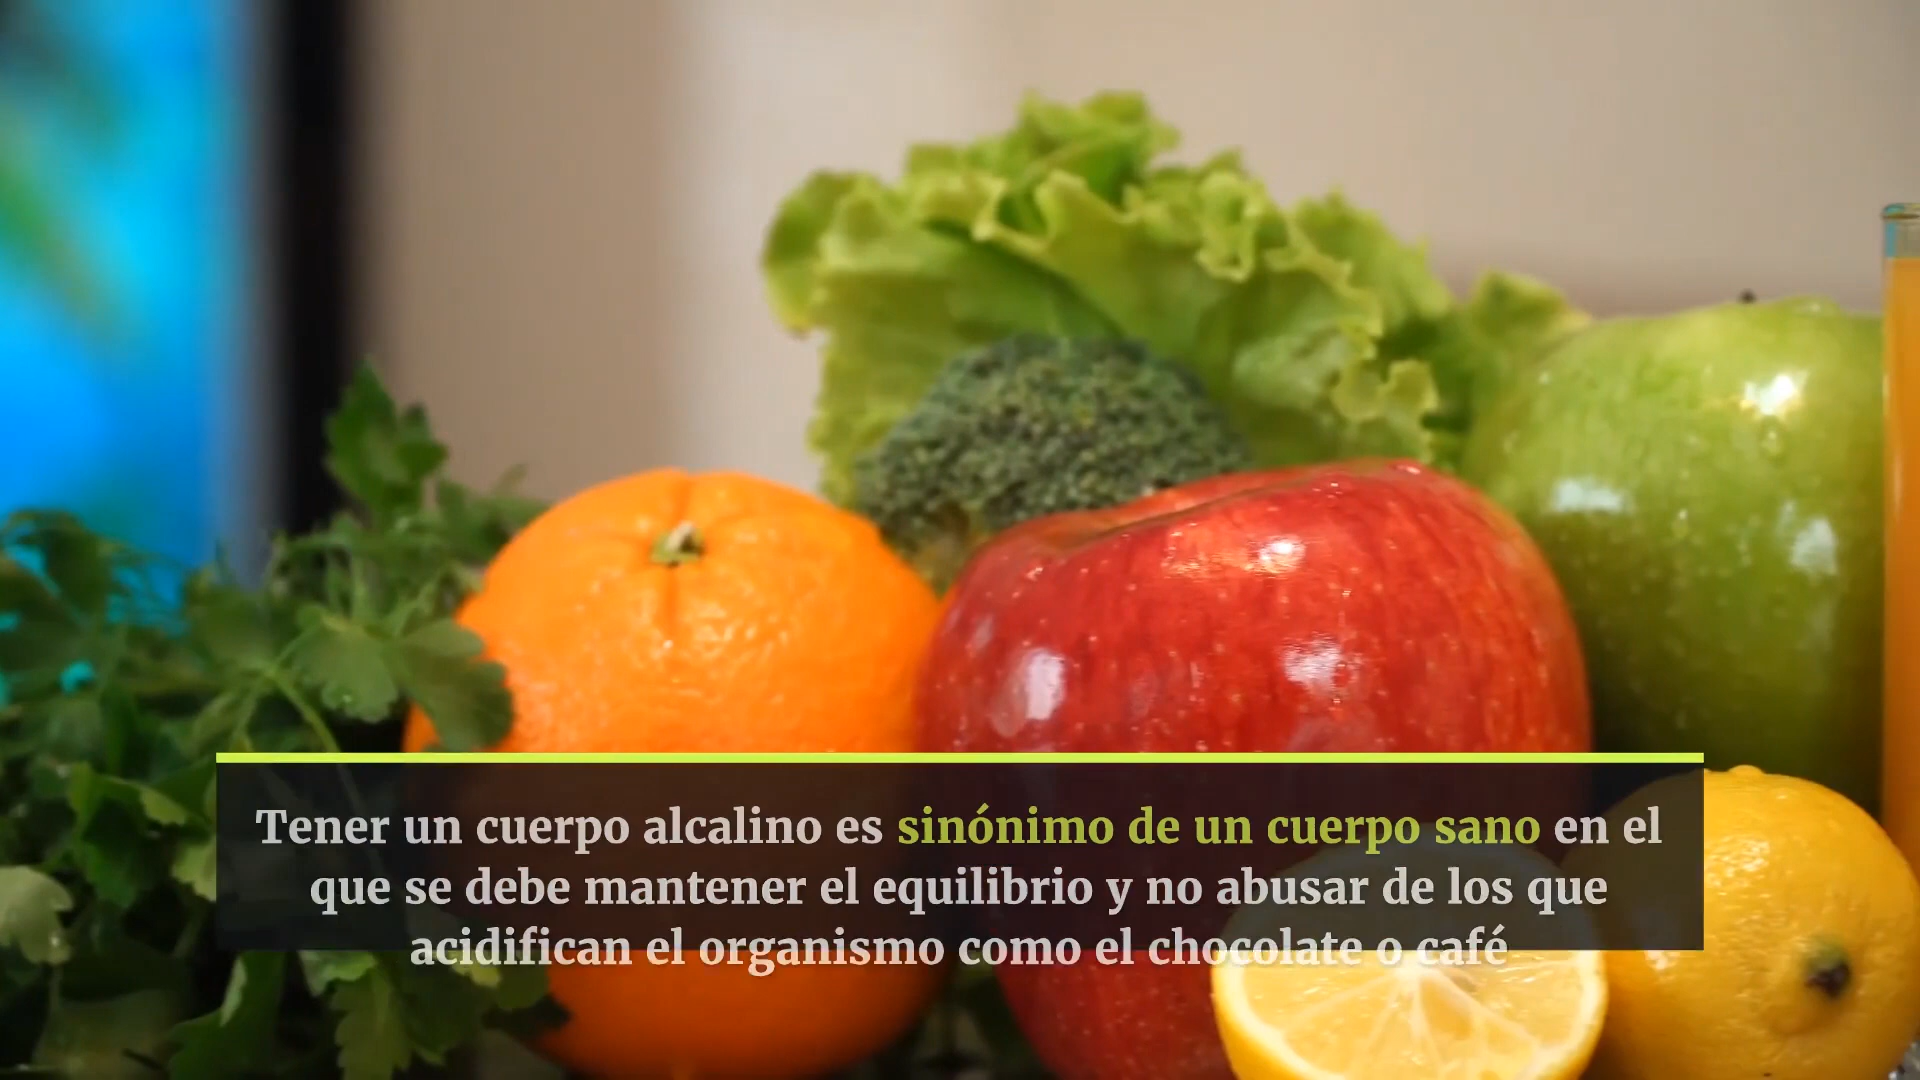 Tener un cuerpo alcalino es sinónimo de un cuerpo sano en el
que se debe mantener el equilibrio y no abusar de los que
acidifican el organismo como el chocolate o café